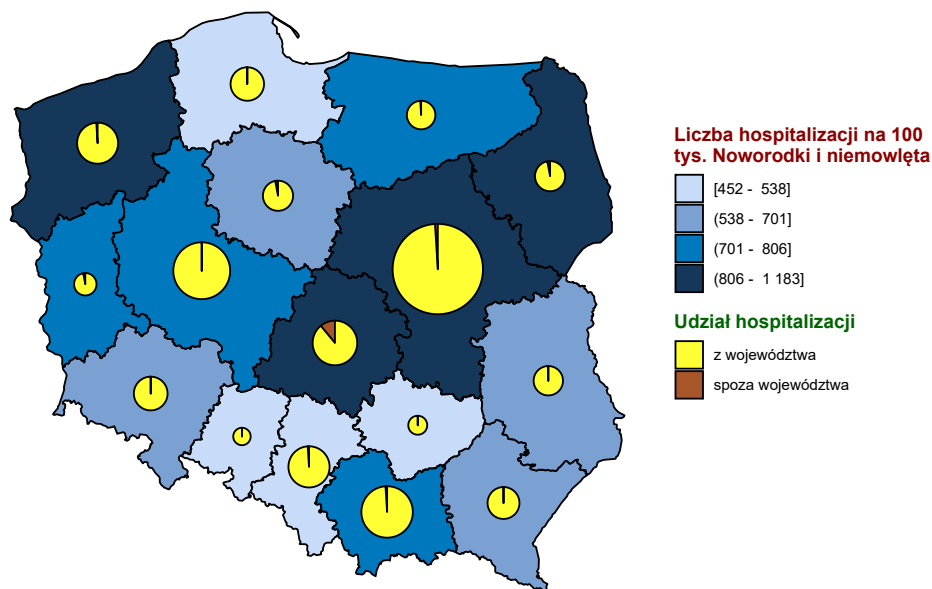 Liczba hospitalizacji na 100
tys. Noworodki i niemowlęta
[452 - 538]
(538 - 701]
(701 - 806]
(806 - 1 183]
Udział hospitalizacji
z województwa
spoza województwa